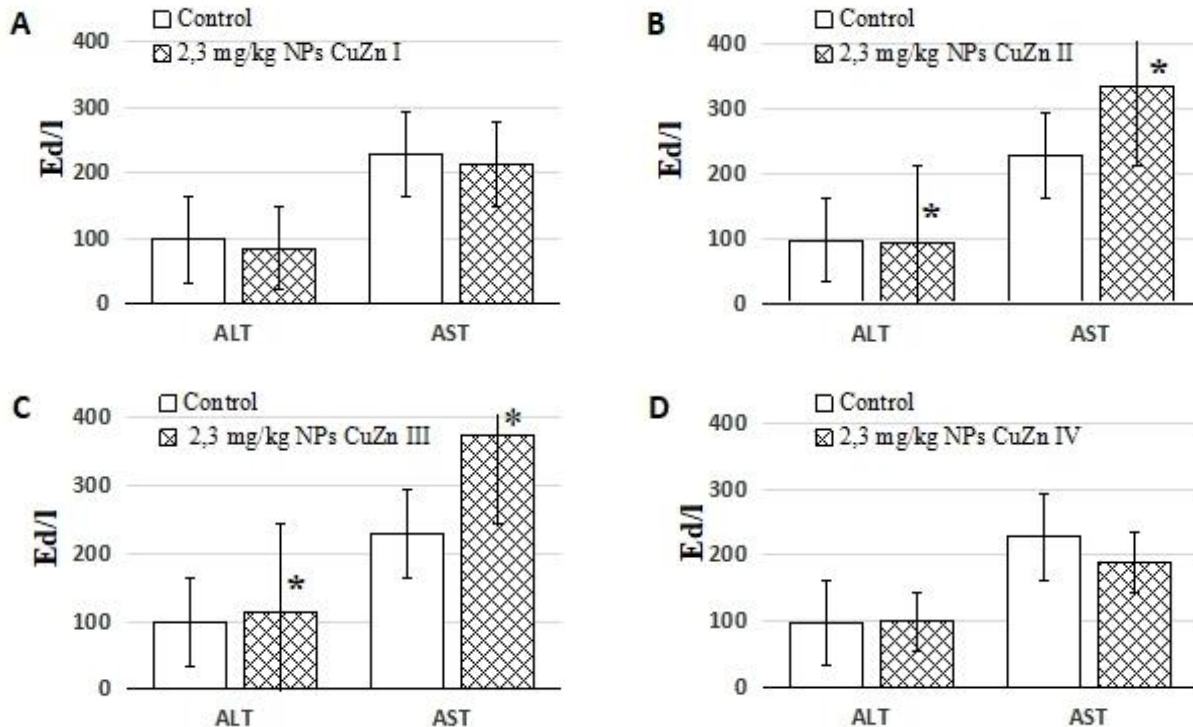 A
Control
2,3 mg/kg NPs CuZn I
400
300
200
100
0
Ed/l
ALT AST
B
Control
2,3 mg/kg NPs CuZn II
400
300
200
100
0
Ed/l
*
*
ALT AST
C
Control
2,3 mg/kg NPs CuZn III
400
300
200
100
0
Ed/l
*
*
ALT AST
D
Control
2,3 mg/kg NPs CuZn IV
400
300
200
100
0
Ed/l
ALT AST